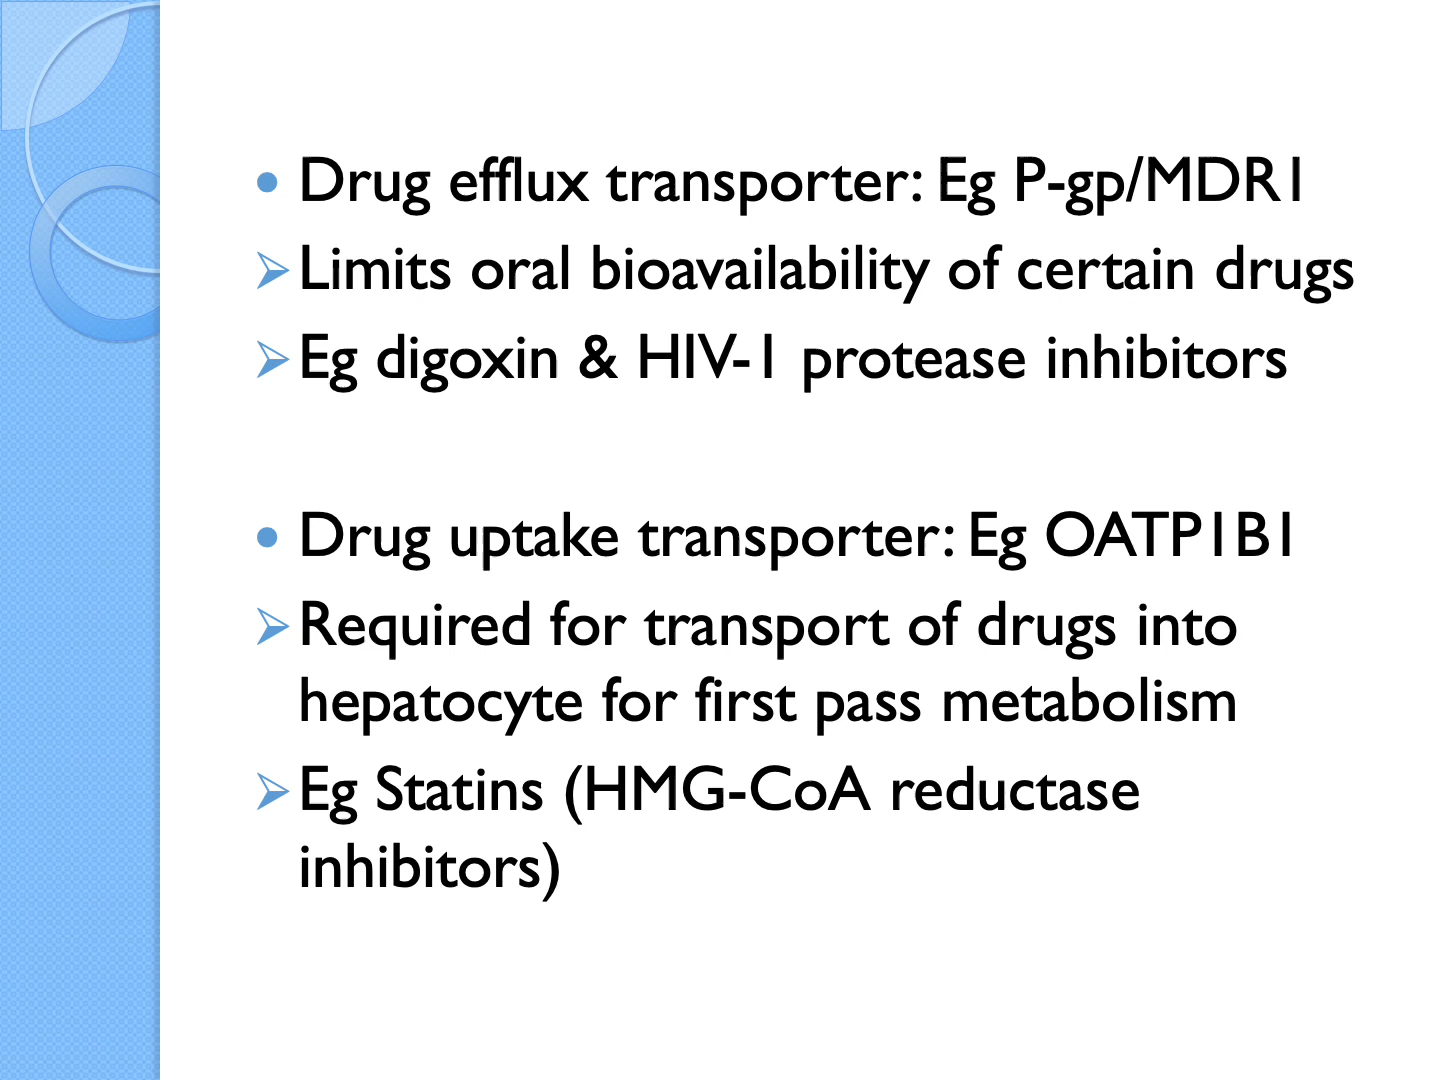 • Drug efflux transporter: Eg P-gp/MDR1
➢ Limits oral bioavailability of certain drugs
➢ Eg digoxin & HIV-1 protease inhibitors
• Drug uptake transporter: Eg OATP1B1
➢ Required for transport of drugs into
hepatocyte for first pass metabolism
➢ Eg Statins (HMG-CoA reductase
inhibitors)